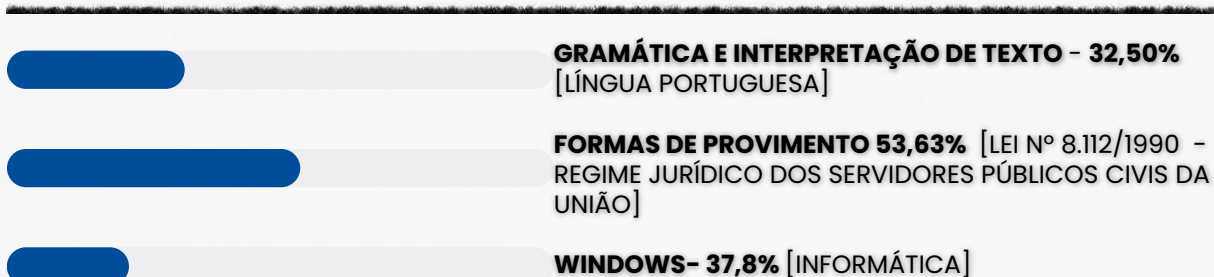 GRAMÁTICA E INTERPRETAÇÃO DE TEXTO - 32,50%
[LÍNGUA PORTUGUESA]
FORMAS DE PROVIMENTO 53,63% [LEI Nº 8.112/1990 -
REGIME JURÍDICO DOS SERVIDORES PÚBLICOS CIVIS DA
UNIÃO]
WINDOWS- 37,8% [INFORMÁTICA]